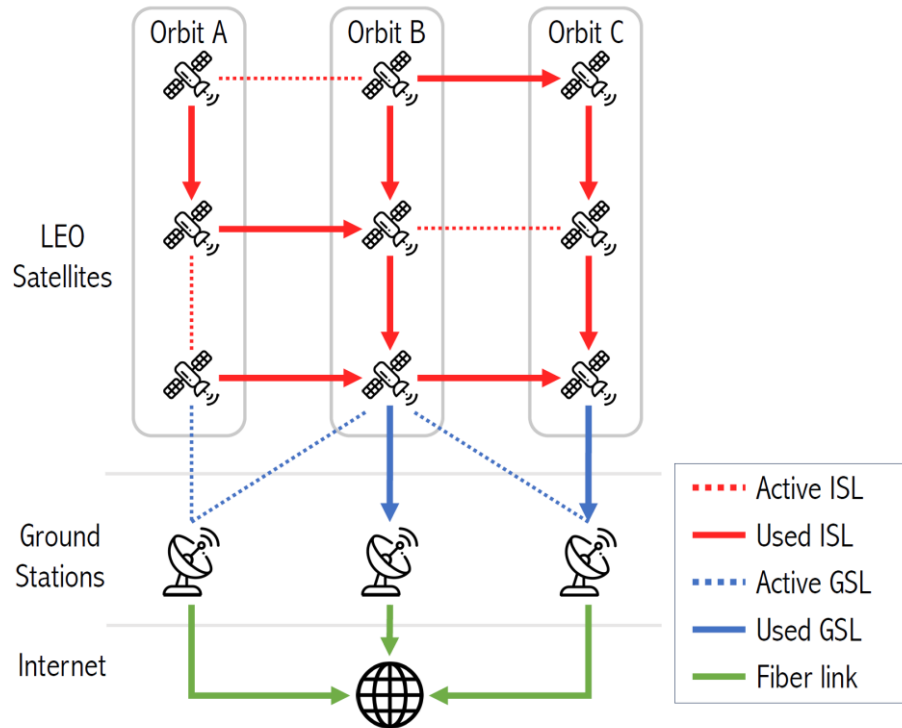 Orbit A
Orbit B
Orbit C
LEO
Satellites
Ground
Stations
Internet
Active ISL
Used ISL
Active GSL
Used GSL
Fiber link